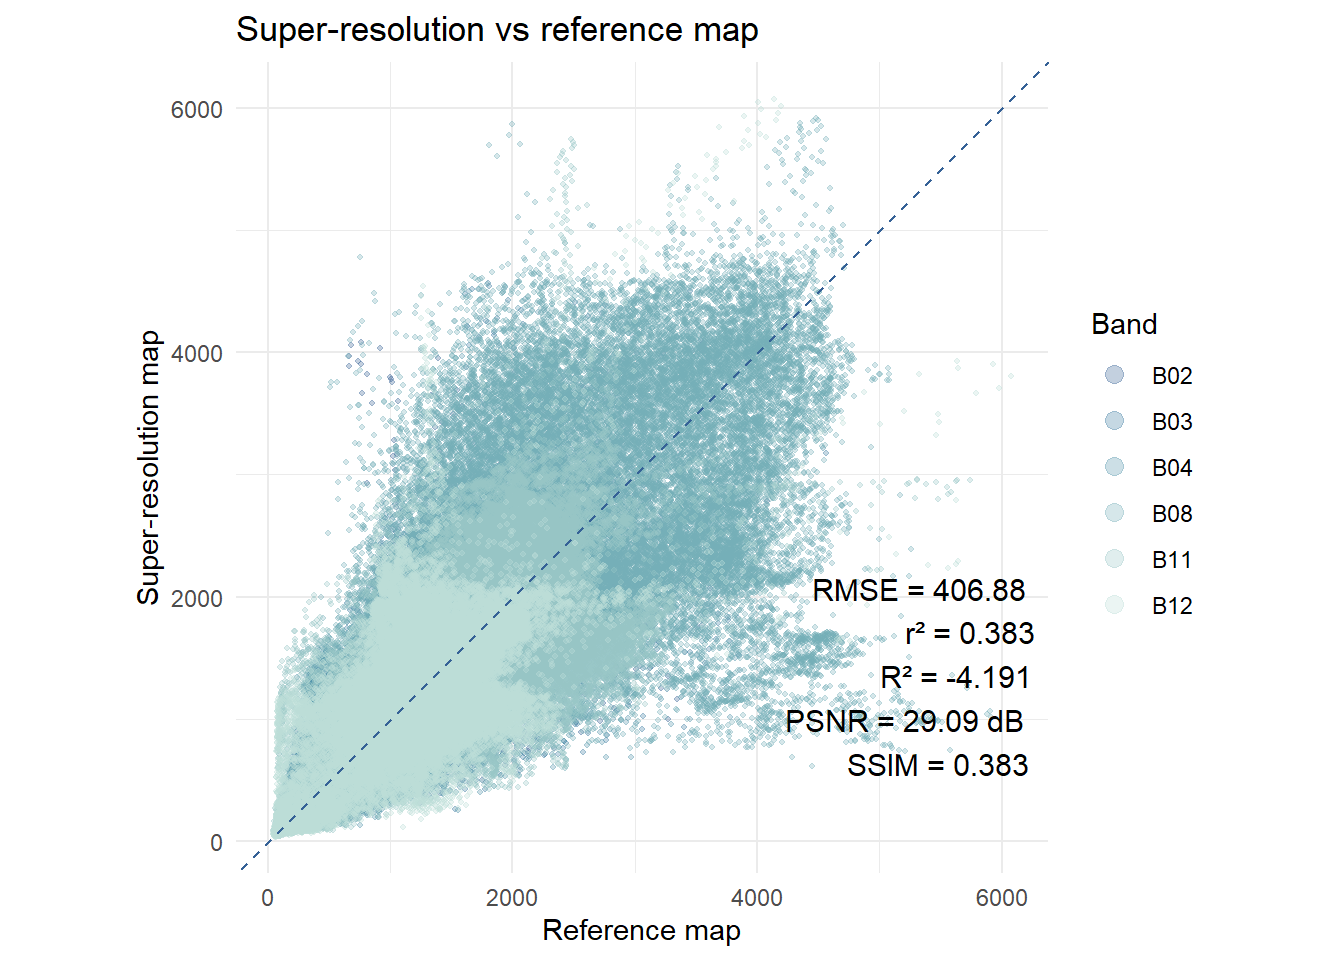 Super-resolution vs reference map
Super-resolution map
6000
4000
2000
0
RMSE = 406.88
r² = 0.383
R² = -4.191
PSNR = 29.09 dB
SSIM = 0.383
0
2000
4000
6000
Reference map
Band
B02
B03
B04
B08
B11
B12